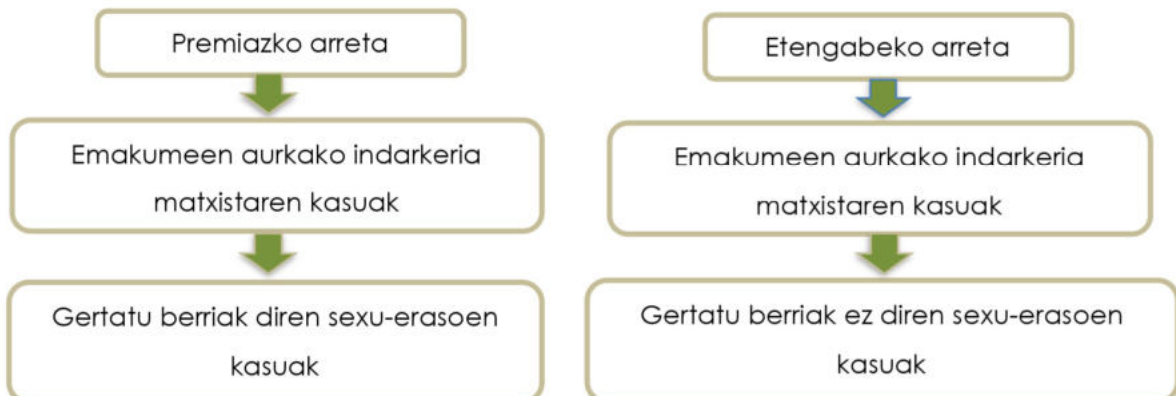 Premiazko arreta
Emakumeen aurkako indarkeria
matxistaren kasuak
Gertatu berriak diren sexu-erasoen
kasuak
Etengabeko arreta
Emakumeen aurkako indarkeria
matxistaren kasuak
Gertatu berriak ez diren sexu-erasoen
kasuak